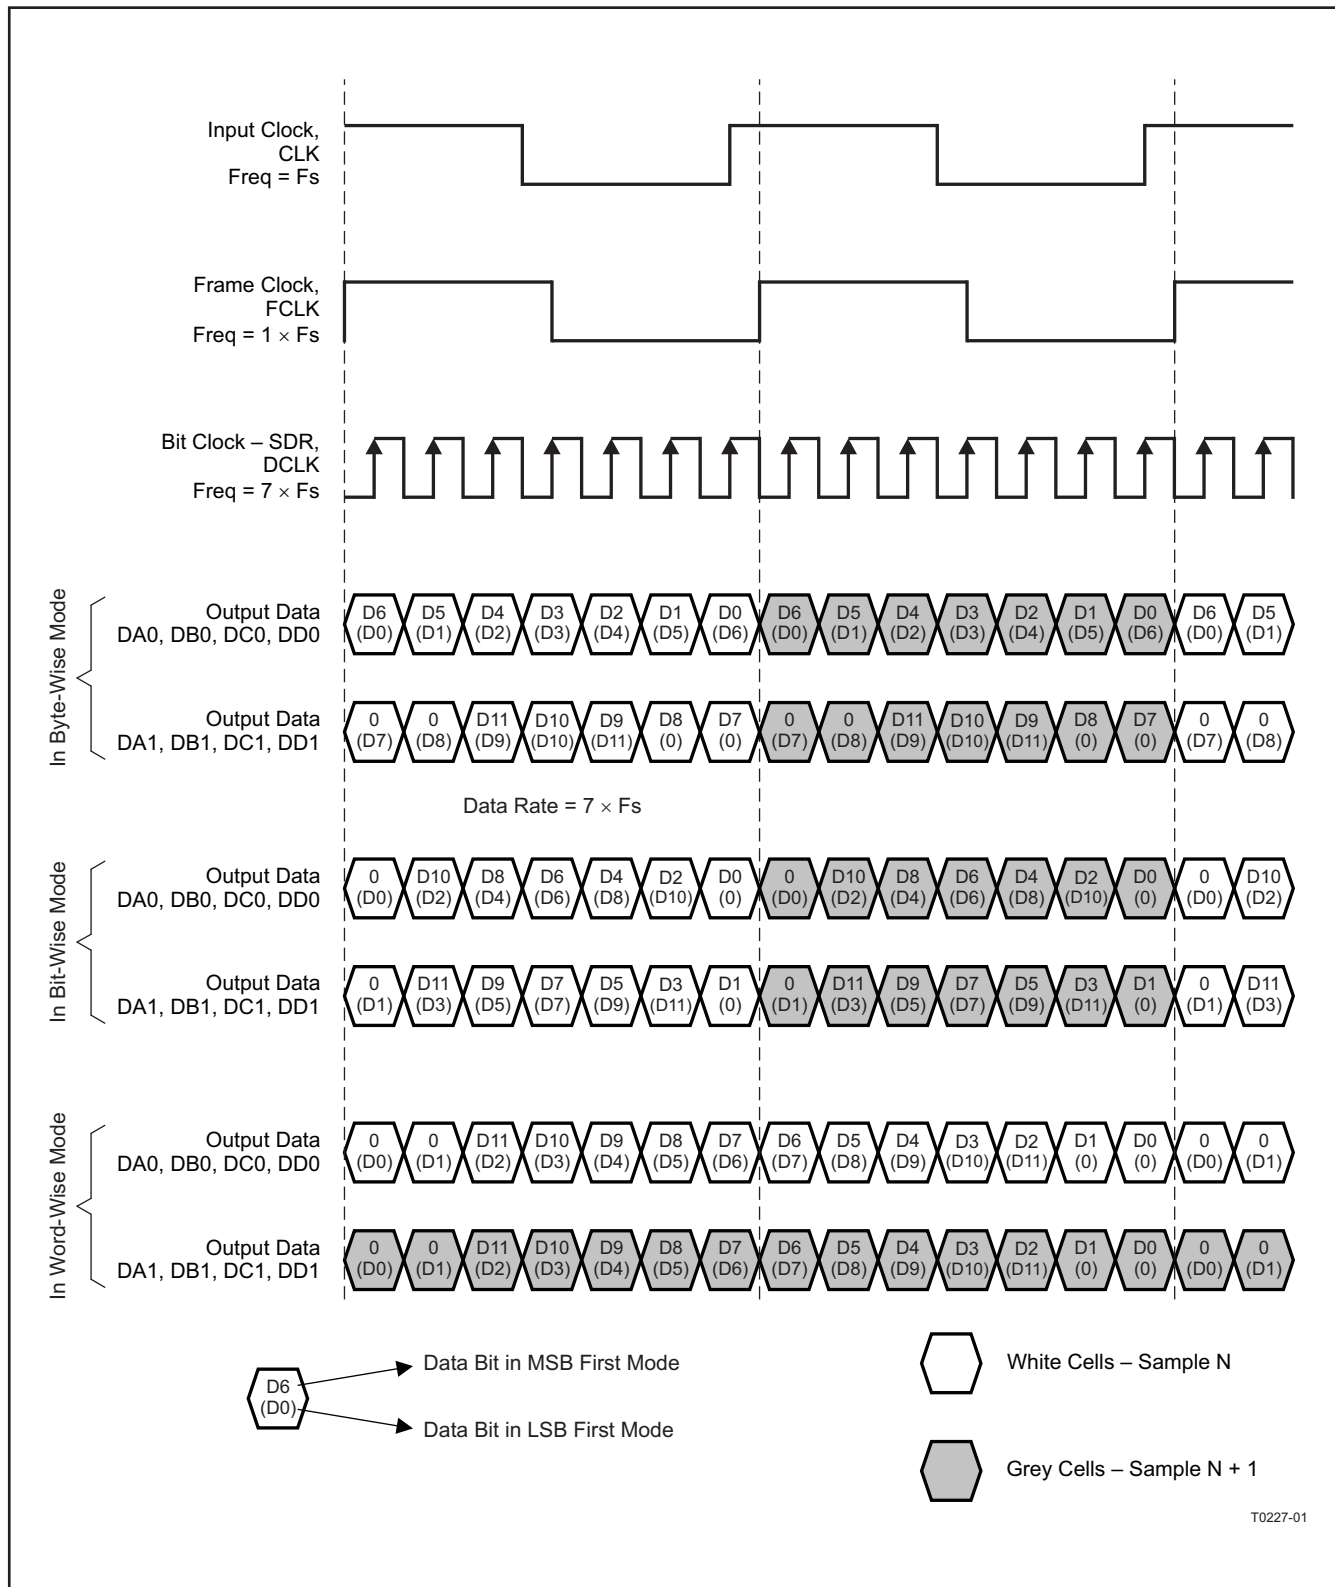 Input Clock,
CLK
Freq = Fs
Frame Clock,
FCLK
Freq = 1 × Fs
Bit Clock – SDR,
DCLK
Freq = 7 × Fs
In Byte-Wise Mode
Output Data
DA0, DB0, DC0, DD0
D6 D5 D4 D3 D2 D1 D0 D6 D5 D4 D3 D2 D1 D0 D6 D5
(D0) (D1) (D2) (D3) (D4) (D5) (D6) (D0) (D1) (D2) (D3) (D4) (D5) (D6) (D0) (D1)
Output Data
DA1, DB1, DC1, DD1
0 0 D11 D10 D9 D8 D7 0 0 D11 D10 D9 D8 D7 0 0
(D7) (D8) (D9) (D10) (D11) (0) (0) (D7) (D8) (D9) (D10) (D11) (0) (0) (D7) (D8)
Data Rate = 7 × Fs
In Bit-Wise Mode
Output Data
DA0, DB0, DC0, DD0
0 D10 D8 D6 D4 D2 D0 0 D10 D8 D6 D4 D2 D0 0 D10
(D0) (D2) (D4) (D6) (D8) (D10) (0) (D0) (D2) (D4) (D6) (D8) (D10) (0) (D0) (D2)
Output Data
DA1, DB1, DC1, DD1
0 D11 D9 D7 D5 D3 D1 0 D11 D9 D7 D5 D3 D1 0 D11
(D1) (D3) (D5) (D7) (D9) (D11) (0) (D1) (D3) (D5) (D7) (D9) (D11) (0) (D1) (D3)
In Word-Wise Mode
Output Data
DA0, DB0, DC0, DD0
0 0 D11 D10 D9 D8 D7 D6 D5 D4 D3 D2 D1 D0 0 0
(D0) (D1) (D2) (D3) (D4) (D5) (D6) (D7) (D8) (D9) (D10) (D11) (0) (0) (D0) (D1)
Output Data
DA1, DB1, DC1, DD1
0 0 D11 D10 D9 D8 D7 D6 D5 D4 D3 D2 D1 D0 0 0
(D0) (D1) (D2) (D3) (D4) (D5) (D6) (D7) (D8) (D9) (D10) (D11) (0) (0) (D0) (D1)
D6
(D0)
Data Bit in MSB First Mode
Data Bit in LSB First Mode
White Cells – Sample N
Grey Cells – Sample N + 1
T0227-01